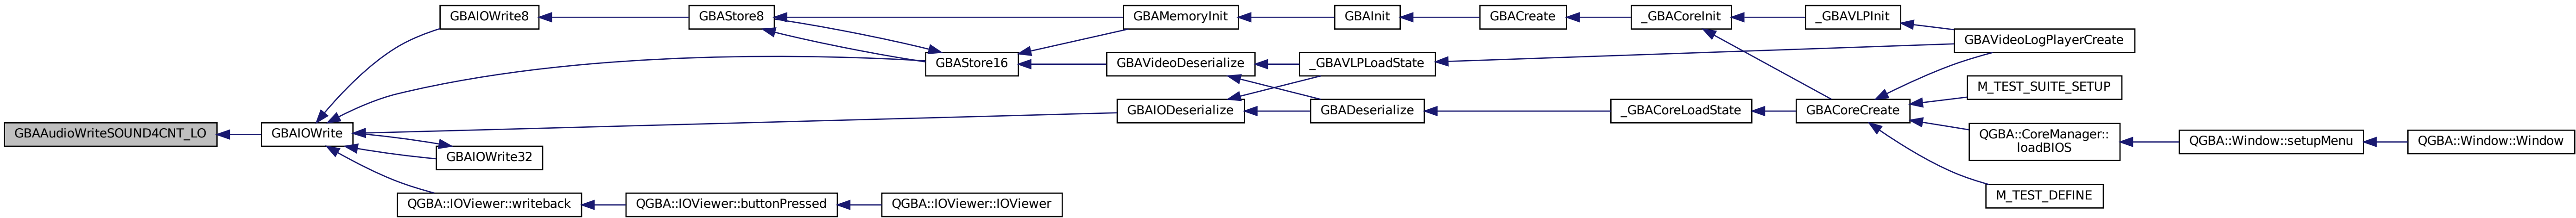 GBAIOWrite8
GBAStore8
GBAMemoryInit
GBAInit
GBACreate
_GBACoreInit
_GBAVLPInit
GBAVideoLogPlayerCreate
GBAStore16
GBAVideoDeserialize
_GBAVLPLoadState
M_TEST_SUITE_SETUP
GBAIODeserialize
GBADeserialize
_GBACoreLoadState
GBACoreCreate
GBAAudioWriteSOUND4CNT_LO
GBAIOWrite
QGBA::CoreManager::
loadBIOS
QGBA::Window::setupMenu
QGBA::Window::Window
GBAIOWrite32
M_TEST_DEFINE
QGBA::IOViewer::writeback
QGBA::IOViewer::buttonPressed
QGBA::IOViewer::IOViewer